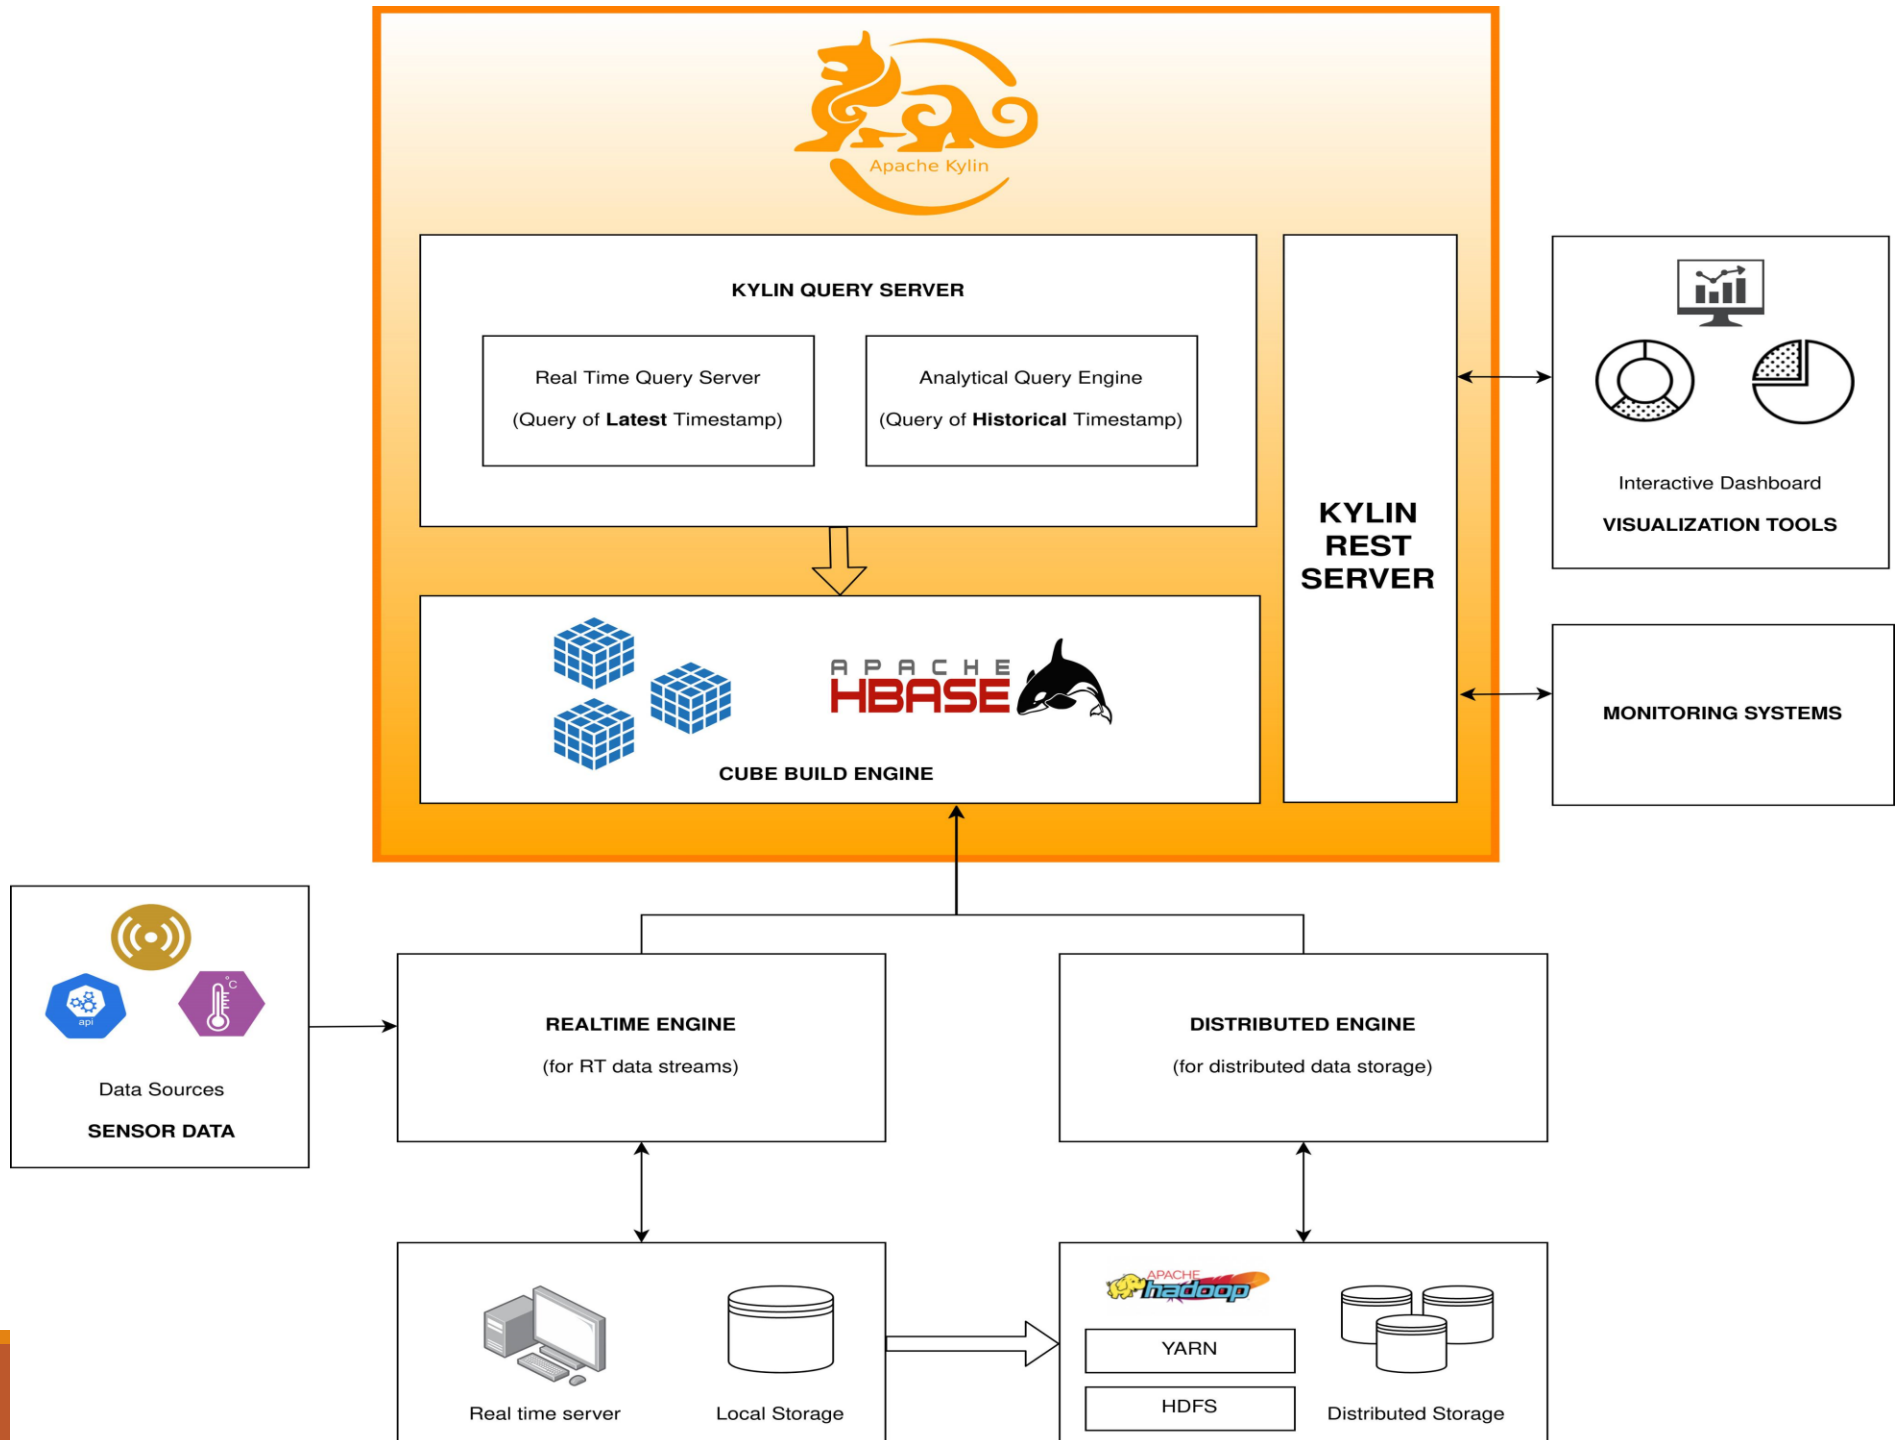 Apache Kylin
KYLIN QUERY SERVER
Real Time Query Server
(Query of Latest Timestamp)
Analytical Query Engine
(Query of Historical Timestamp)
KYLIN
REST
SERVER
Interactive Dashboard
VISUALIZATION TOOLS
APACHE
HBASE
CUBE BUILD ENGINE
MONITORING SYSTEMS
api
°C
Data Sources
SENSOR DATA
REALTIME ENGINE
(for RT data streams)
DISTRIBUTED ENGINE
(for distributed data storage)
Real time server
Local Storage
APACHE
hadoop
YARN
HDFS
Distributed Storage